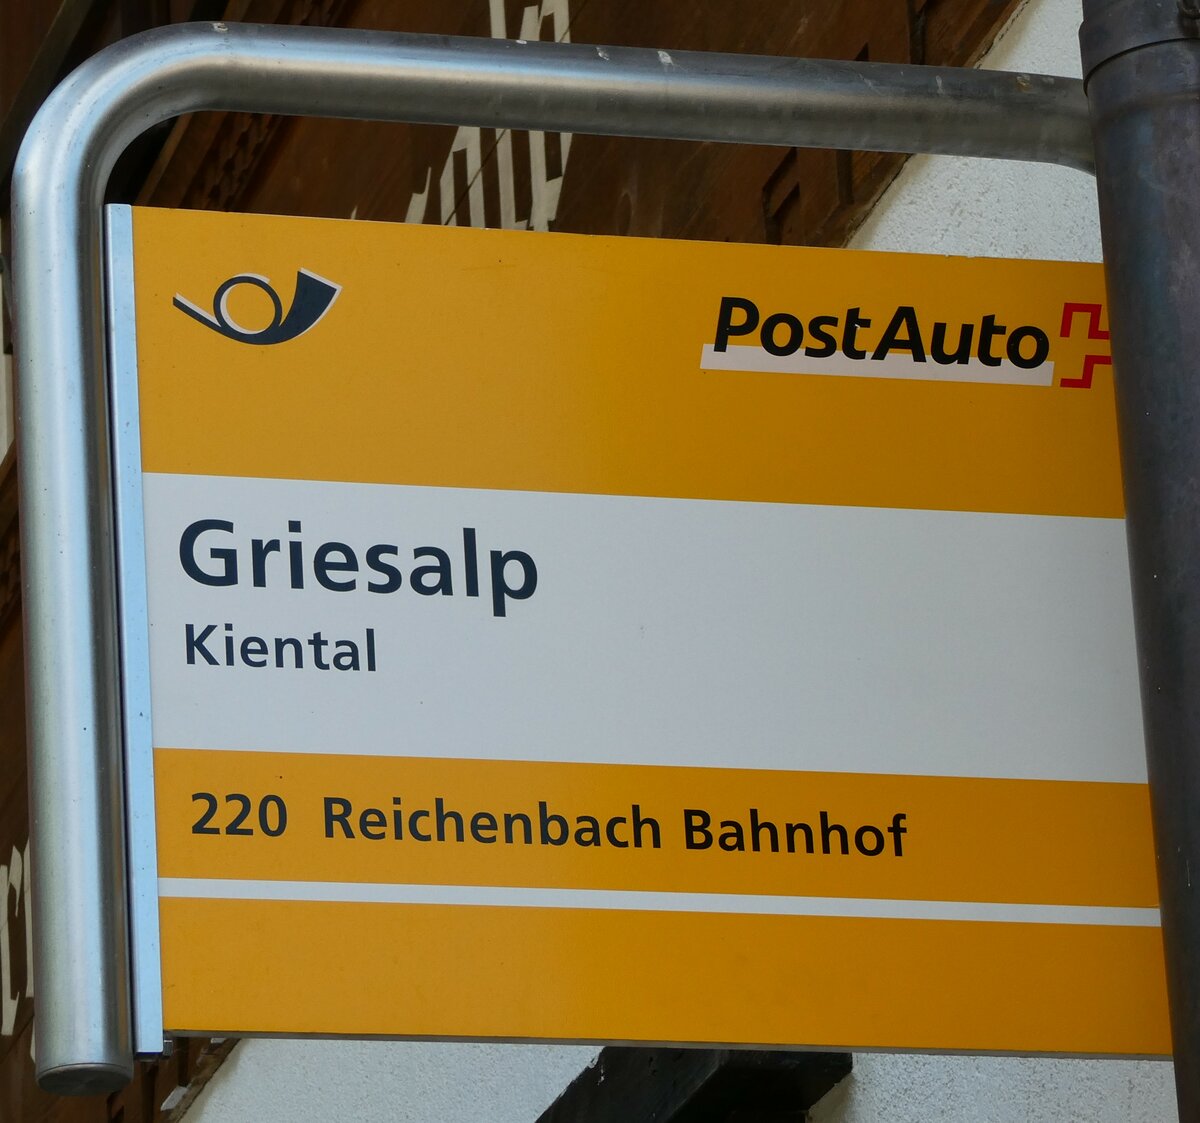 PostAuto
Griesalp
Kiental
220 Reichenbach Bahnhof